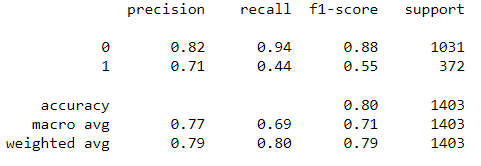 precision recall f1-score support
0 0.82 0.94 0.88 1031
1 0.71 0.44 0.55 372
accuracy 0.80 1403
macro avg 0.77 0.69 0.71 1403
weighted avg 0.79 0.80 0.79 1403